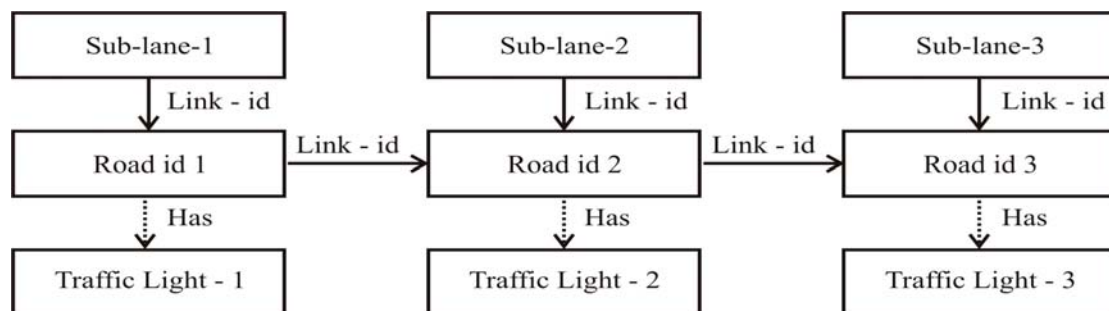 Sub-lane-1
Sub-lane-2
Sub-lane-3
Link - id
Link - id
Link - id
Road id 1
Link - id
Road id 2
Link - id
Road id 3
Has
Has
Has
Traffic Light - 1
Traffic Light - 2
Traffic Light - 3